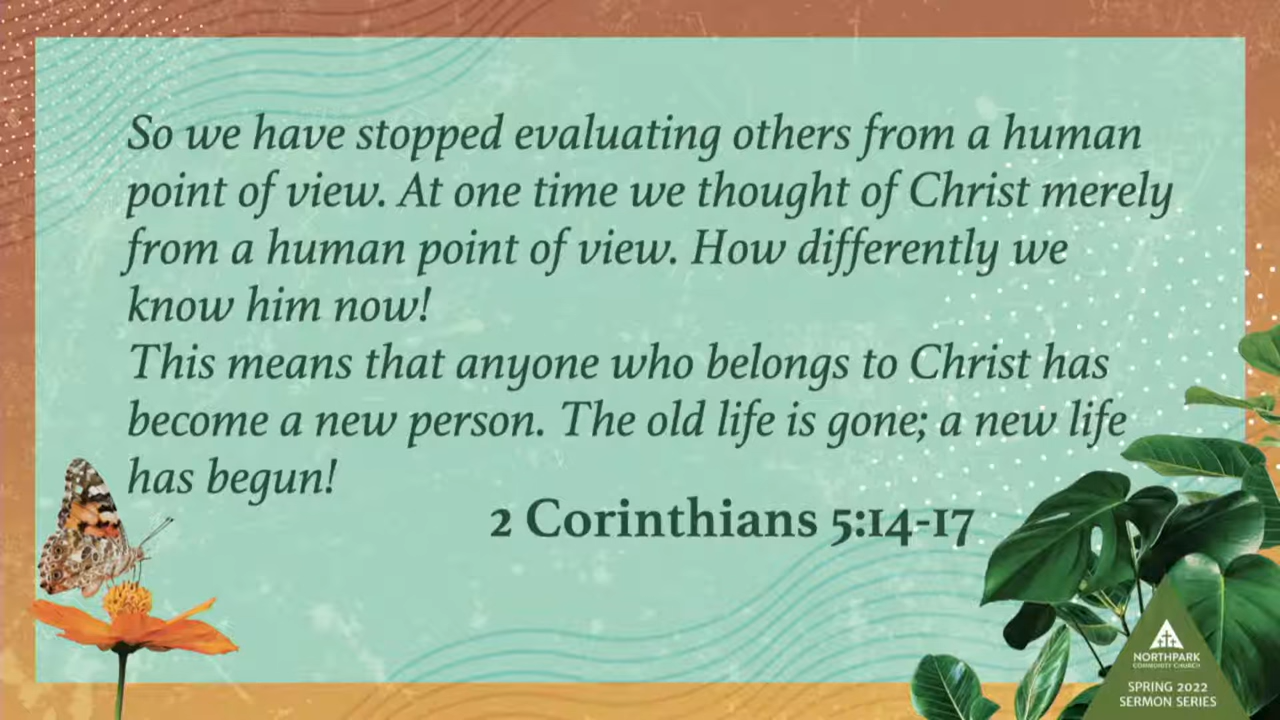 So we have stopped evaluating others from a human
point of view. At one time we thought of Christ merely
from a human point of view. How differently we
know him now!
This means that anyone who belongs to Christ has
become a new person. The old life is gone; a new life
has begun!
2 Corinthians 5:14-17
NORTHPARK
COMMUNITY CHURCH
SPRING 2022
SERMON SERIES